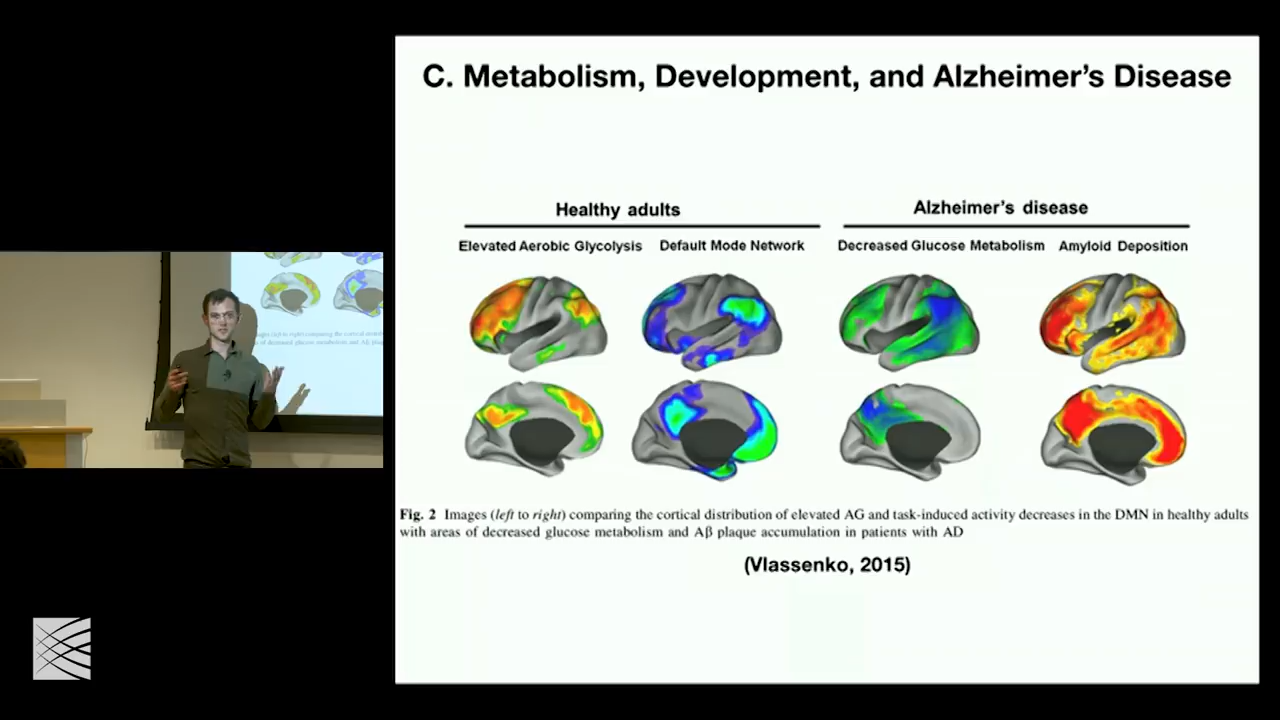 C. Metabolism, Development, and Alzheimer's Disease
Healthy adults
Alzheimer's disease
Elevated Aerobic Glycolysis
Default Mode Network
Decreased Glucose Metabolism
Amyloid Deposition
Fig. 2 Images (left to right) comparing the cortical distribution of elevated AG and task-induced activity decreases in the DMN in healthy adults
with areas of decreased glucose metabolism and Aβ plaque accumulation in patients with AD
(Vlassenko, 2015)